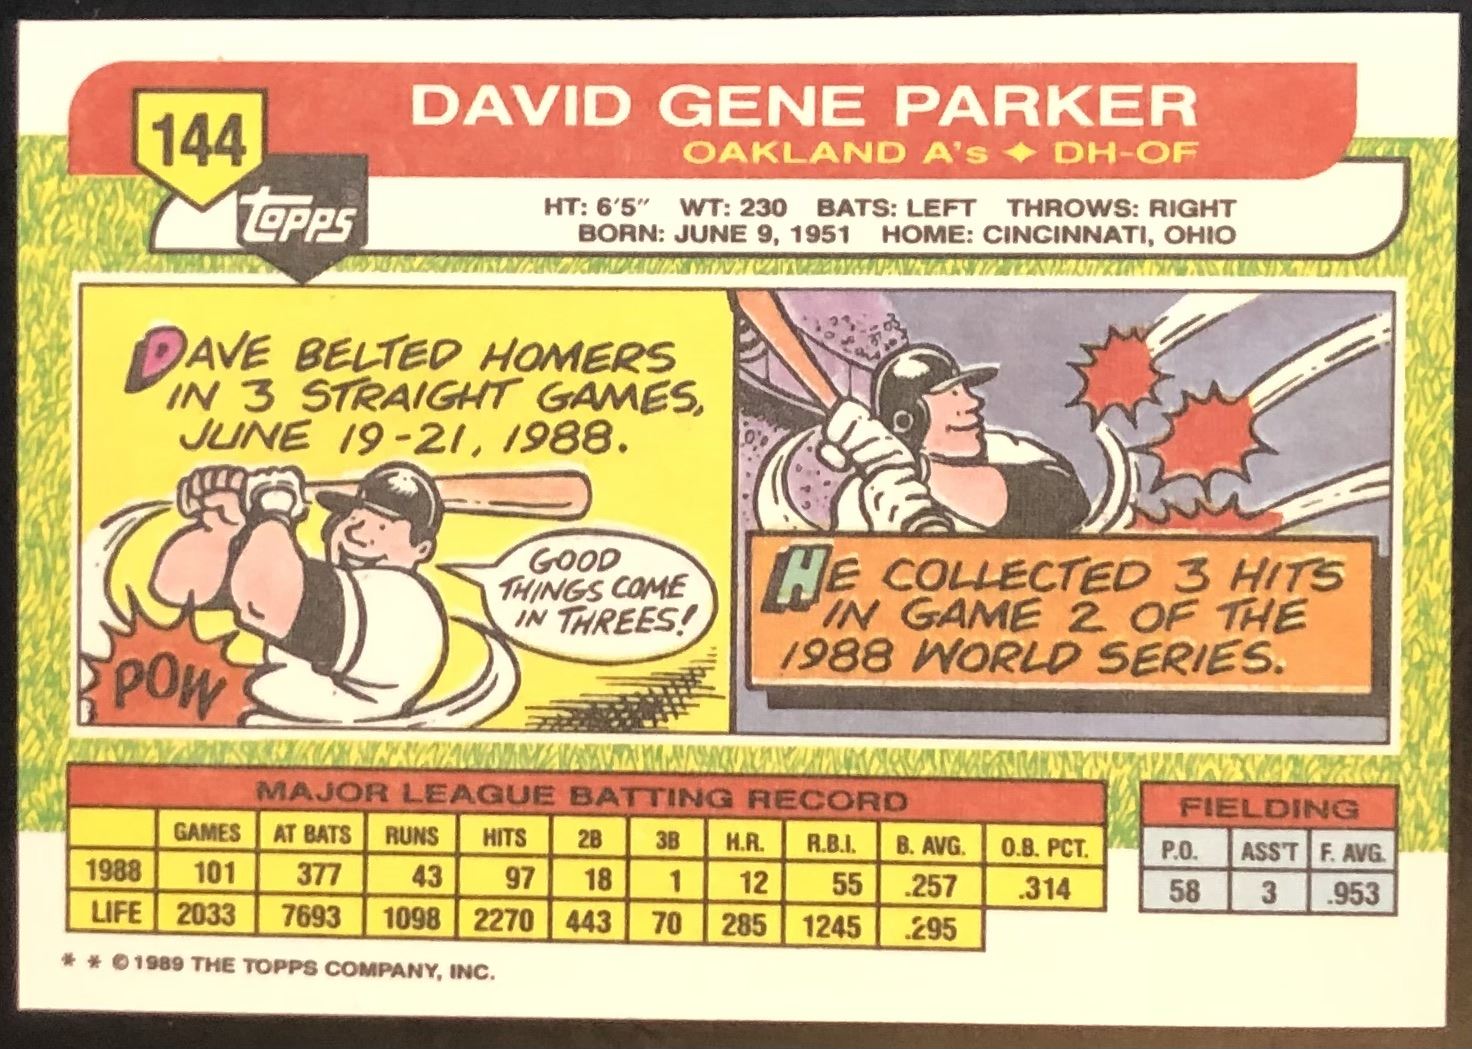 144
DAVID GENE PARKER
OAKLAND A's ✦ DH-OF
topps
HT: 6'5" WT: 230 BATS: LEFT THROWS: RIGHT
BORN: JUNE 9, 1951 HOME: CINCINNATI, OHIO
DAVE BELTED HOMERS
IN 3 STRAIGHT GAMES,
JUNE 19-21, 1988.
GOOD
THINGS COME
IN THREES!
POW
HE COLLECTED 3 HITS
IN GAME 2 OF THE
1988 WORLD SERIES.
MAJOR LEAGUE BATTING RECORD
GAMES AT BATS RUNS HITS 2B 3B H.R. R.B.I. B. AVG. O.B. PCT.
1988 101 377 43 97 18 1 12 55 .257 .314
LIFE 2033 7693 1098 2270 443 70 285 1245 .295
FIELDING
P.O. ASS'T F. AVG.
58 3 .953
* * © 1989 THE TOPPS COMPANY, INC.